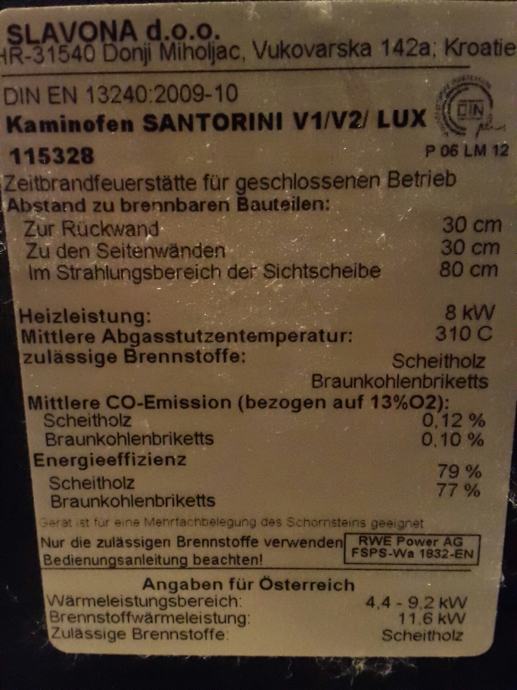 SLAVONA d.o.o.
HR-31540 Donji Miholjac, Vukovarska 142a, Kroatie
DIN EN 13240:2009-10
Kaminofen SANTORINI V1/V2/ LUX
DIN
plus
115328
P 06 LM 12
Zeitbrandfeuerstätte für geschlossenen Betrieb
Abstand zu brennbaren Bauteilen:
Zur Rückwand 30 cm
Zu den Seitenwänden 30 cm
Im Strahlungsbereich der Sichtscheibe 80 cm
Heizleistung: 8 kW
Mittlere Abgasstutzentemperatur: 310 C
zulässige Brennstoffe: Scheitholz
Braunkohlenbriketts
Mittlere CO-Emission (bezogen auf 13%O2):
Scheitholz 0,12 %
Braunkohlenbriketts 0,10 %
Energieeffizienz
Scheitholz 79 %
Braunkohlenbriketts 77 %
Gerät ist für eine Mehrfachbelegung des Schornsteins geeignet
Nur die zulässigen Brennstoffe verwenden
Bedienungsanleitung beachten!
RWE Power AG
FSPS-Wa 1832-EN
Angaben für Österreich
Wärmeleistungsbereich: 4,4 - 9,2 kW
Brennstoffwärmeleistung: 11,6 kW
Zulässige Brennstoffe: Scheitholz